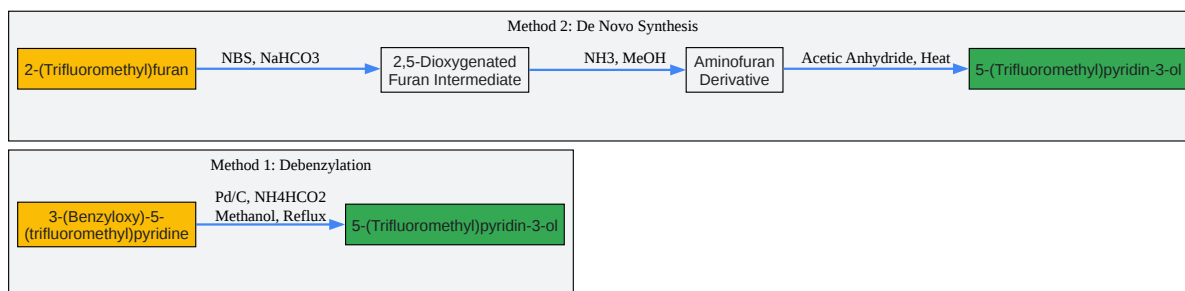 Method 2: De Novo Synthesis
2-(Trifluoromethyl)furan
NBS, NaHCO3
2,5-Dioxygenated
Furan Intermediate
NH3, MeOH
Aminofuran
Derivative
Acetic Anhydride, Heat
5-(Trifluoromethyl)pyridin-3-ol
Method 1: Debenzylation
3-(Benzyloxy)-5-
(trifluoromethyl)pyridine
Pd/C, NH4HCO2
Methanol, Reflux
5-(Trifluoromethyl)pyridin-3-ol